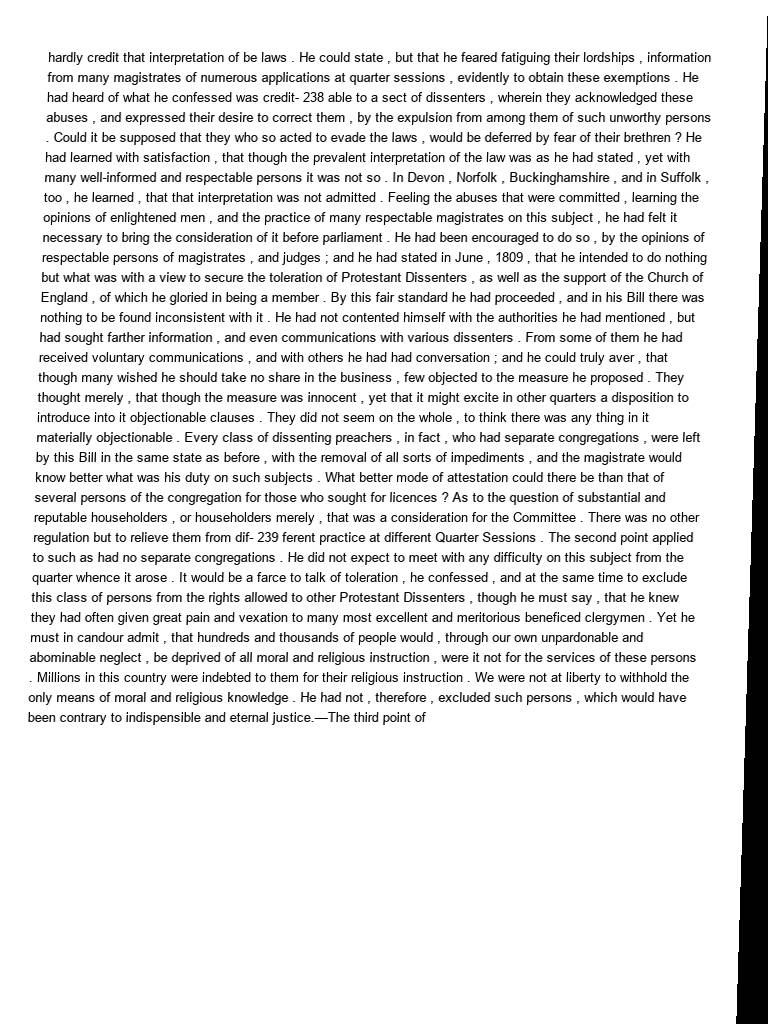 hardly credit that interpretation of be laws . He could state , but that he feared fatiguing their lordships , information
from many magistrates of numerous applications at quarter sessions , evidently to obtain these exemptions . He
had heard of what he confessed was credit- 238 able to a sect of dissenters , wherein they acknowledged these
abuses , and expressed their desire to correct them , by the expulsion from among them of such unworthy persons
. Could it be supposed that they who so acted to evade the laws , would be deferred by fear of their brethren ? He
had learned with satisfaction , that though the prevalent interpretation of the law was as he had stated , yet with
many well-informed and respectable persons it was not so . In Devon , Norfolk , Buckinghamshire , and in Suffolk ,
too , he learned , that that interpretation was not admitted . Feeling the abuses that were committed , learning the
opinions of enlightened men , and the practice of many respectable magistrates on this subject , he had felt it
necessary to bring the consideration of it before parliament . He had been encouraged to do so , by the opinions of
respectable persons of magistrates , and judges ; and he had stated in June , 1809 , that he intended to do nothing
but what was with a view to secure the toleration of Protestant Dissenters , as well as the support of the Church of
England , of which he gloried in being a member . By this fair standard he had proceeded , and in his Bill there was
nothing to be found inconsistent with it . He had not contented himself with the authorities he had mentioned , but
had sought farther information , and even communications with various dissenters . From some of them he had
received voluntary communications , and with others he had had conversation ; and he could truly aver , that
though many wished he should take no share in the business , few objected to the measure he proposed . They
thought merely , that though the measure was innocent , yet that it might excite in other quarters a disposition to
introduce into it objectionable clauses . They did not seem on the whole , to think there was any thing in it
materially objectionable . Every class of dissenting preachers , in fact , who had separate congregations , were left
by this Bill in the same state as before , with the removal of all sorts of impediments , and the magistrate would
know better what was his duty on such subjects . What better mode of attestation could there be than that of
several persons of the congregation for those who sought for licences ? As to the question of substantial and
reputable householders , or householders merely , that was a consideration for the Committee . There was no other
regulation but to relieve them from dif- 239 ferent practice at different Quarter Sessions . The second point applied
to such as had no separate congregations . He did not expect to meet with any difficulty on this subject from the
quarter whence it arose . It would be a farce to talk of toleration , he confessed , and at the same time to exclude
this class of persons from the rights allowed to other Protestant Dissenters , though he must say , that he knew
they had often given great pain and vexation to many most excellent and meritorious beneficed clergymen . Yet he
must in candour admit , that hundreds and thousands of people would , through our own unpardonable and
abominable neglect , be deprived of all moral and religious instruction , were it not for the services of these persons
. Millions in this country were indebted to them for their religious instruction . We were not at liberty to withhold the
only means of moral and religious knowledge . He had not , therefore , excluded such persons , which would have
been contrary to indispensible and eternal justice.—The third point of